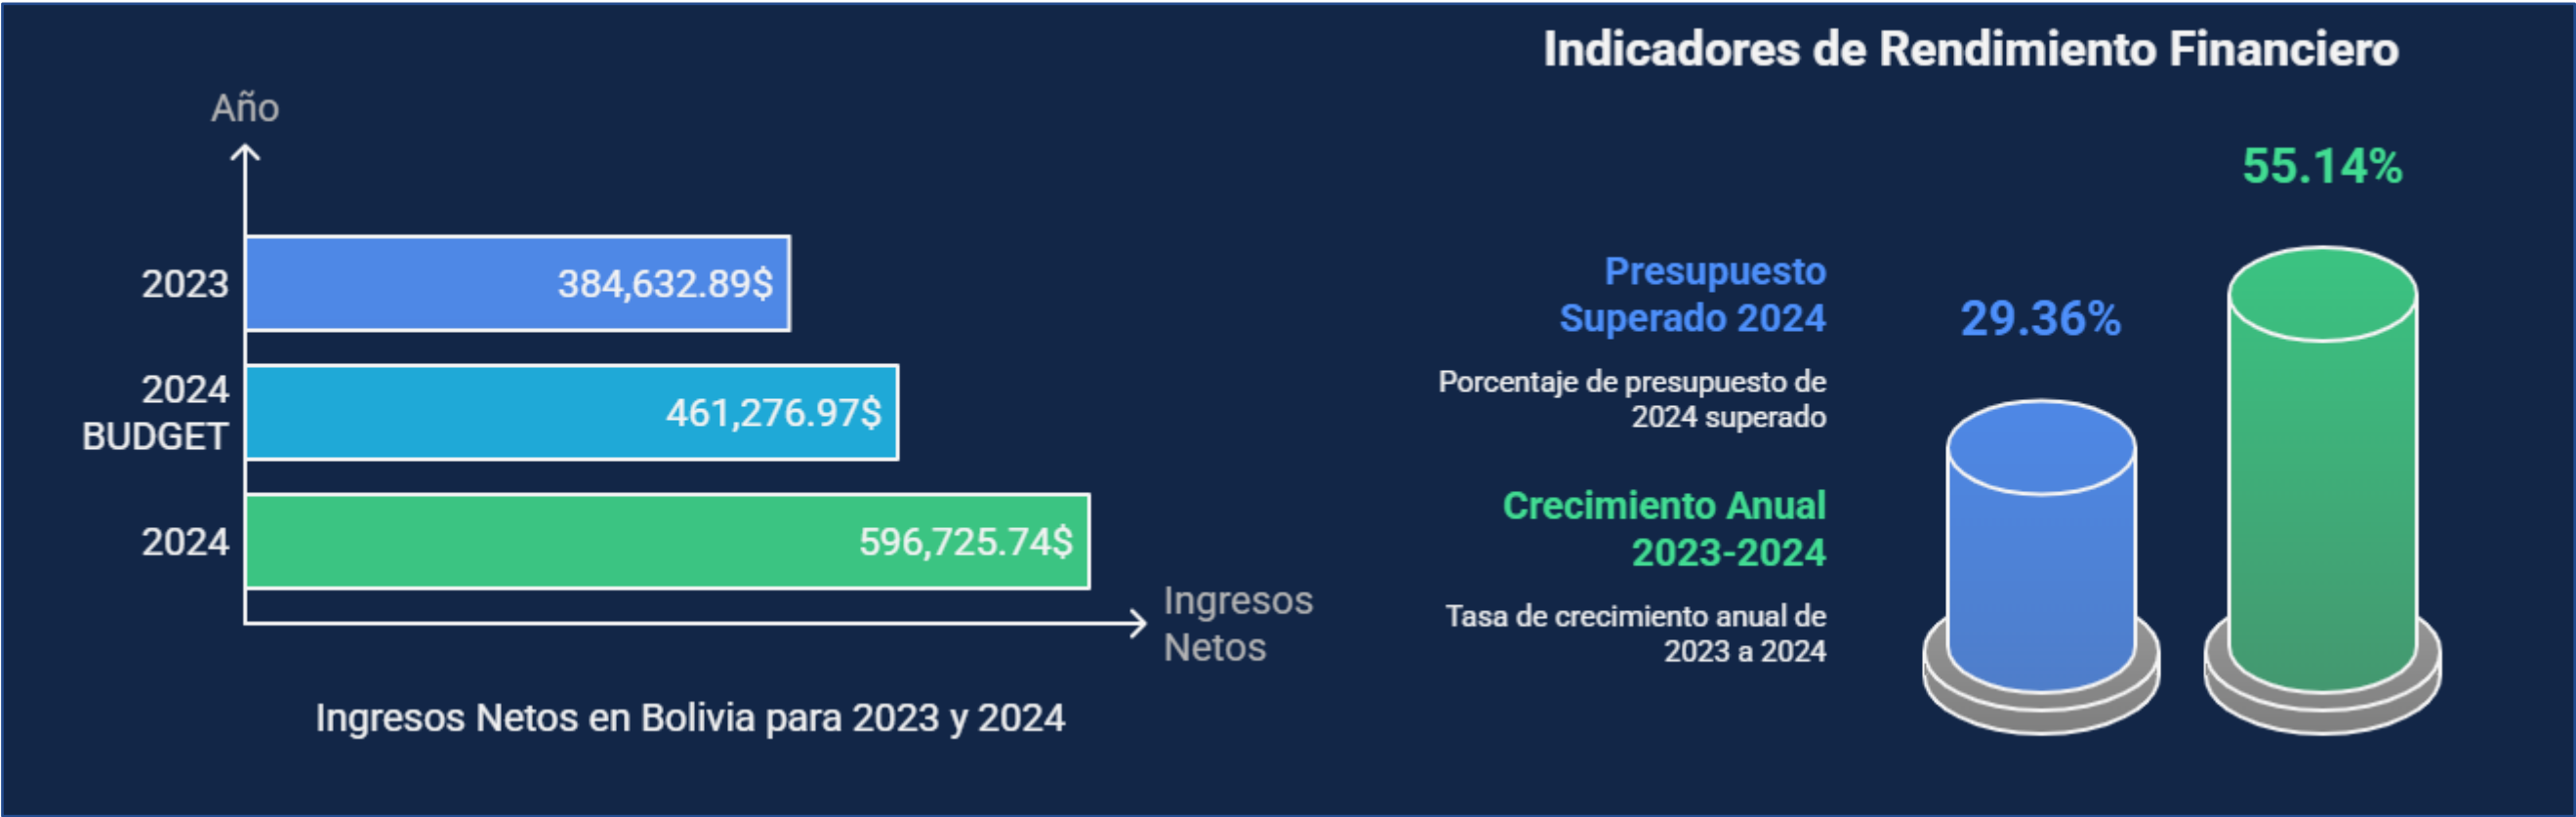 Año
2023
384,632.89$
2024
BUDGET
461,276.97$
2024
596,725.74$
Ingresos
Netos
Ingresos Netos en Bolivia para 2023 y 2024
Indicadores de Rendimiento Financiero
Presupuesto
Superado 2024
Porcentaje de presupuesto de
2024 superado
29.36%
Crecimiento Anual
2023-2024
Tasa de crecimiento anual de
2023 a 2024
55.14%